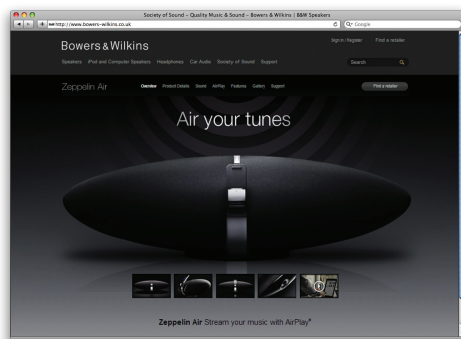 Society of Sound – Quality Music & Sound – Bowers & Wilkins | B&W Speakers
http://www.bowers-wilkins.co.uk
Google
Sign in / Register Find a retailer
Bowers & Wilkins
Speakers iPod and Computer Speakers Headphones Car Audio Society of Sound Support
Search
Zeppelin Air
Overview Product Details Sound AirPlay Features Gallery Support
Find a retailer
Air your tunes
Zeppelin Air Stream your music with AirPlay®